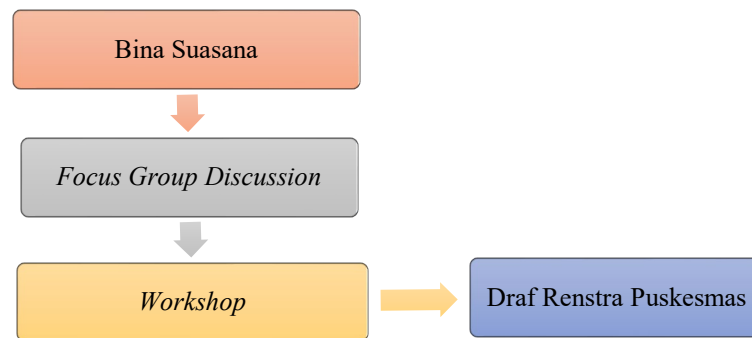 Bina Suasana
Focus Group Discussion
Workshop
Draf Renstra Puskesmas